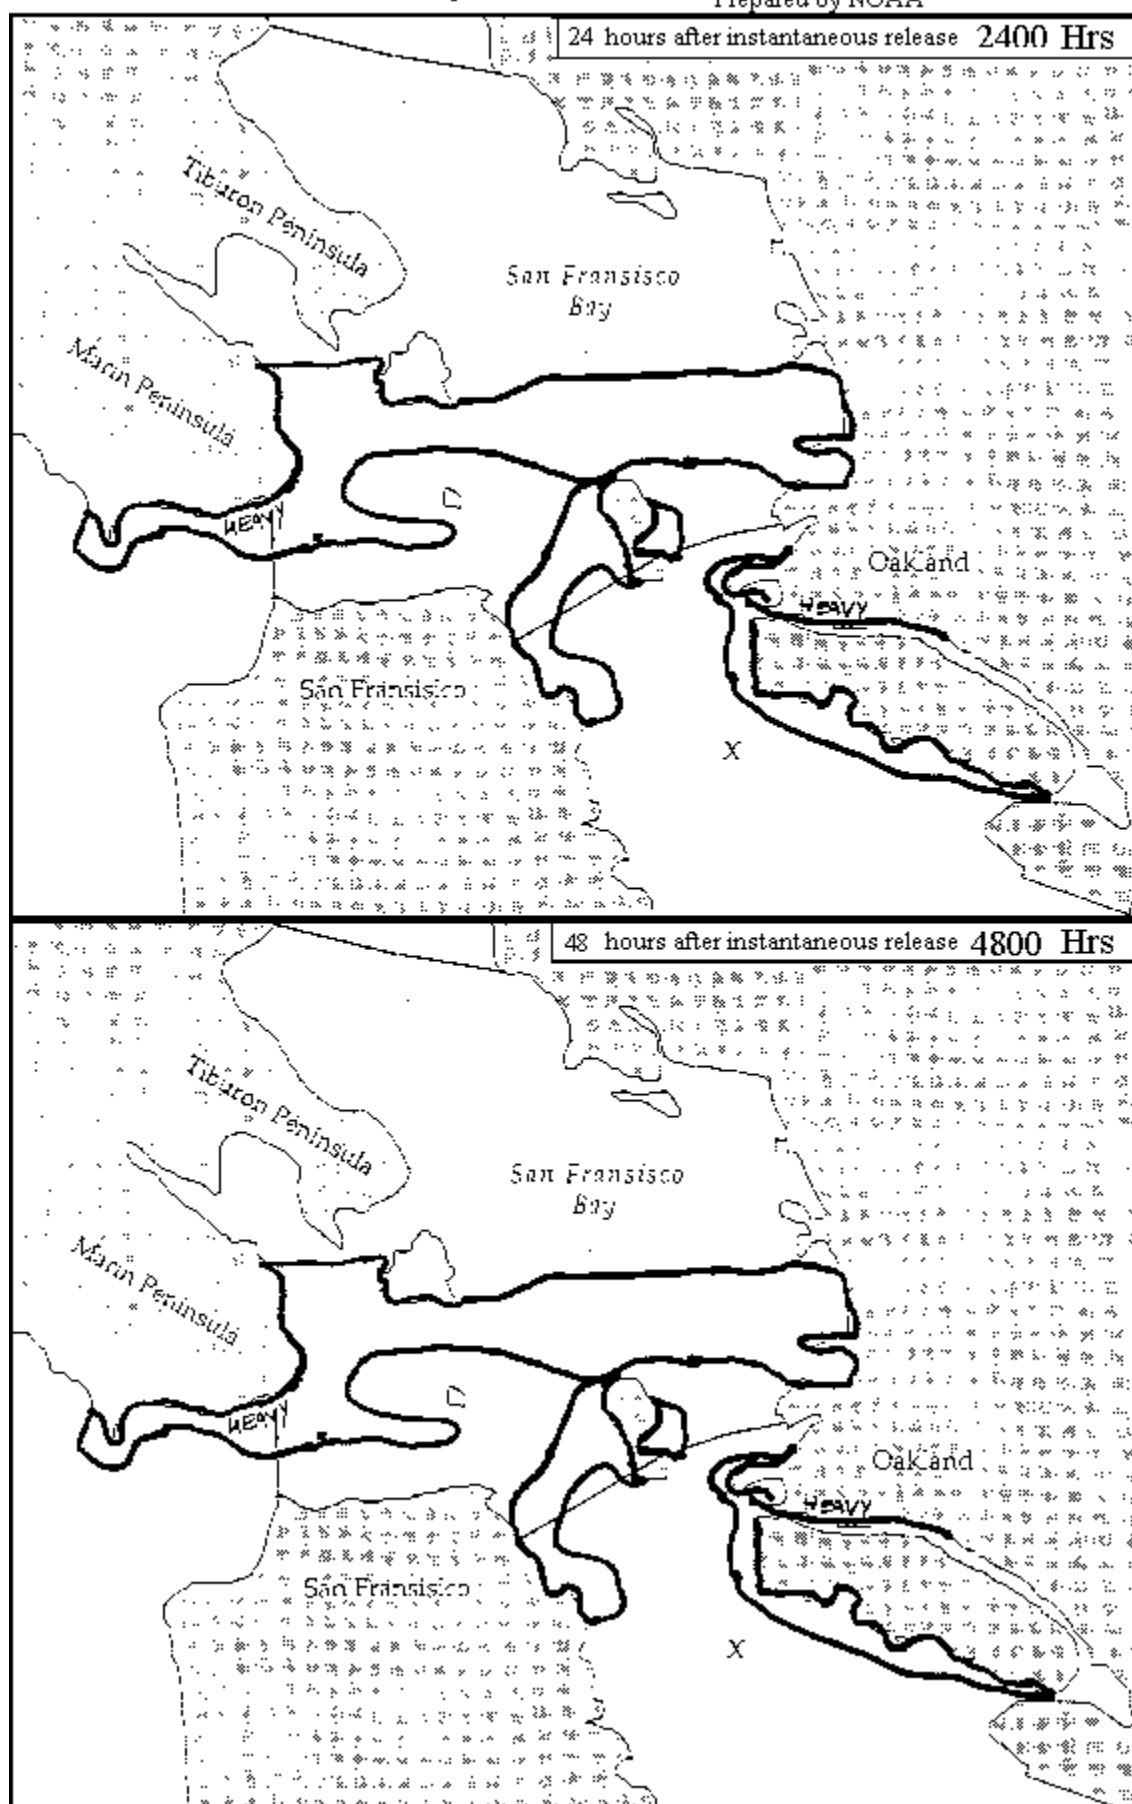 Prepared by NOAA
24 hours after instantaneous release 2400 Hrs
Tiburon Peninsula
San Fransisco
Bay
Marin Peninsula
HEAVY
Oakland
HEAVY
San Fransisico
X
48 hours after instantaneous release 4800 Hrs
Tiburon Peninsula
San Fransisco
Bay
Marin Peninsula
HEAVY
Oakland
HEAVY
San Fransisico
X